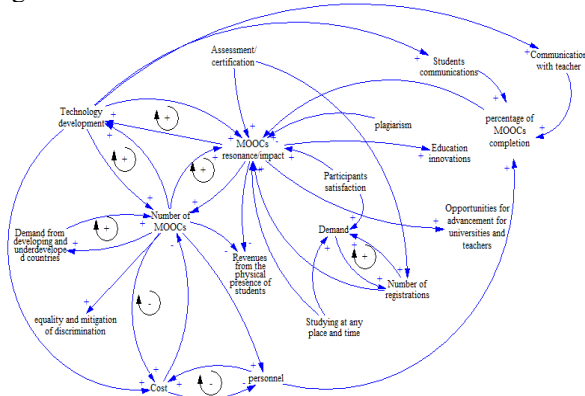 Assessment/
certification
Communication
with teacher
Students
communications
Technology
development
plagiarism
percentage of
MOOCs
completion
MOOCs
resonance/impact
Education
innovations
Participants
satisfaction
Opportunities for
advancement for
universities and
teachers
Number of
MOOCs
Demand from
developing and
underdevelope
d countries
Demand
Revenues
from the
physical
presence of
students
Number of
registrations
equality and mitigation
of discrimination
Studying at any
place and time
Cost
personnel